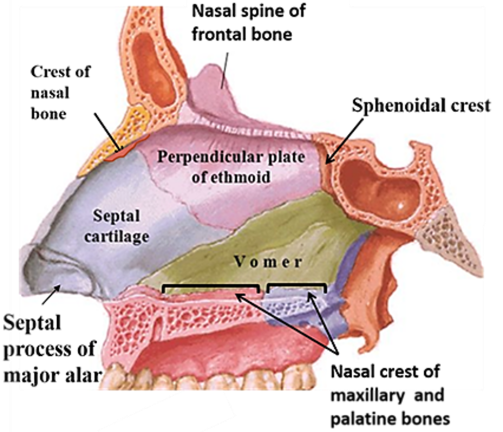 Nasal spine of
frontal bone
Crest of
nasal
bone
Sphenoidal crest
Perpendicular plate
of ethmoid
Septal
cartilage
Vomer
Septal
process of
major alar
Nasal crest of
maxillary and
palatine bones